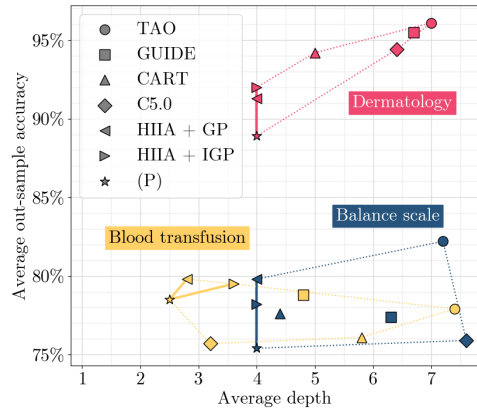 95%
90%
85%
80%
75%
Average out-sample accuracy
TAO
GUIDE
CART
C5.0
HIIA + GP
HIIA + IGP
(P)
Dermatology
Balance scale
Blood transfusion
1 2 3 4 5 6 7
Average depth